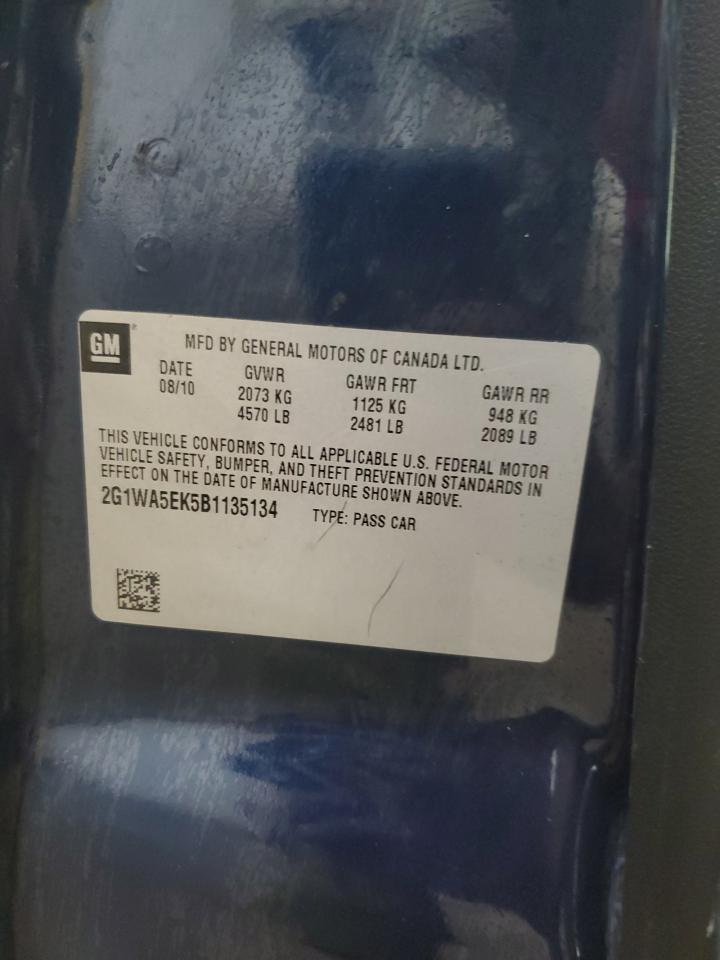 GM
MFD BY GENERAL MOTORS OF CANADA LTD.
DATE GVWR GAWR FRT GAWR RR
08/10 2073 KG 1125 KG 948 KG
4570 LB 2481 LB 2089 LB
THIS VEHICLE CONFORMS TO ALL APPLICABLE U.S. FEDERAL MOTOR
VEHICLE SAFETY, BUMPER, AND THEFT PREVENTION STANDARDS IN
EFFECT ON THE DATE OF MANUFACTURE SHOWN ABOVE.
2G1WA5EK5B1135134 TYPE: PASS CAR